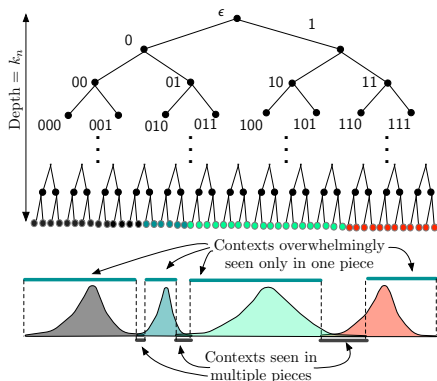 ϵ
0 1
00 01 10 11
000 001 010 011 100 101 110 111
Depth = kₙ
Contexts overwhelmingly
seen only in one piece
Contexts seen in
multiple pieces